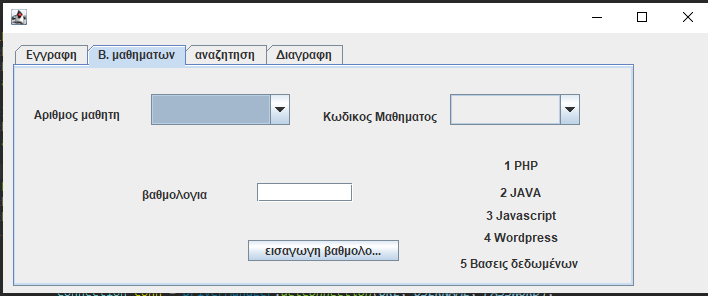 Εγγραφη Β. μαθηματων αναζητηση Διαγραφη
Αριθμος μαθητη Κωδικος Μαθηματος
1 PHP
βαθμολογια 2 JAVA
3 Javascript
4 Wordpress
εισαγωγη βαθμολο...
5 Βασεις δεδομένων